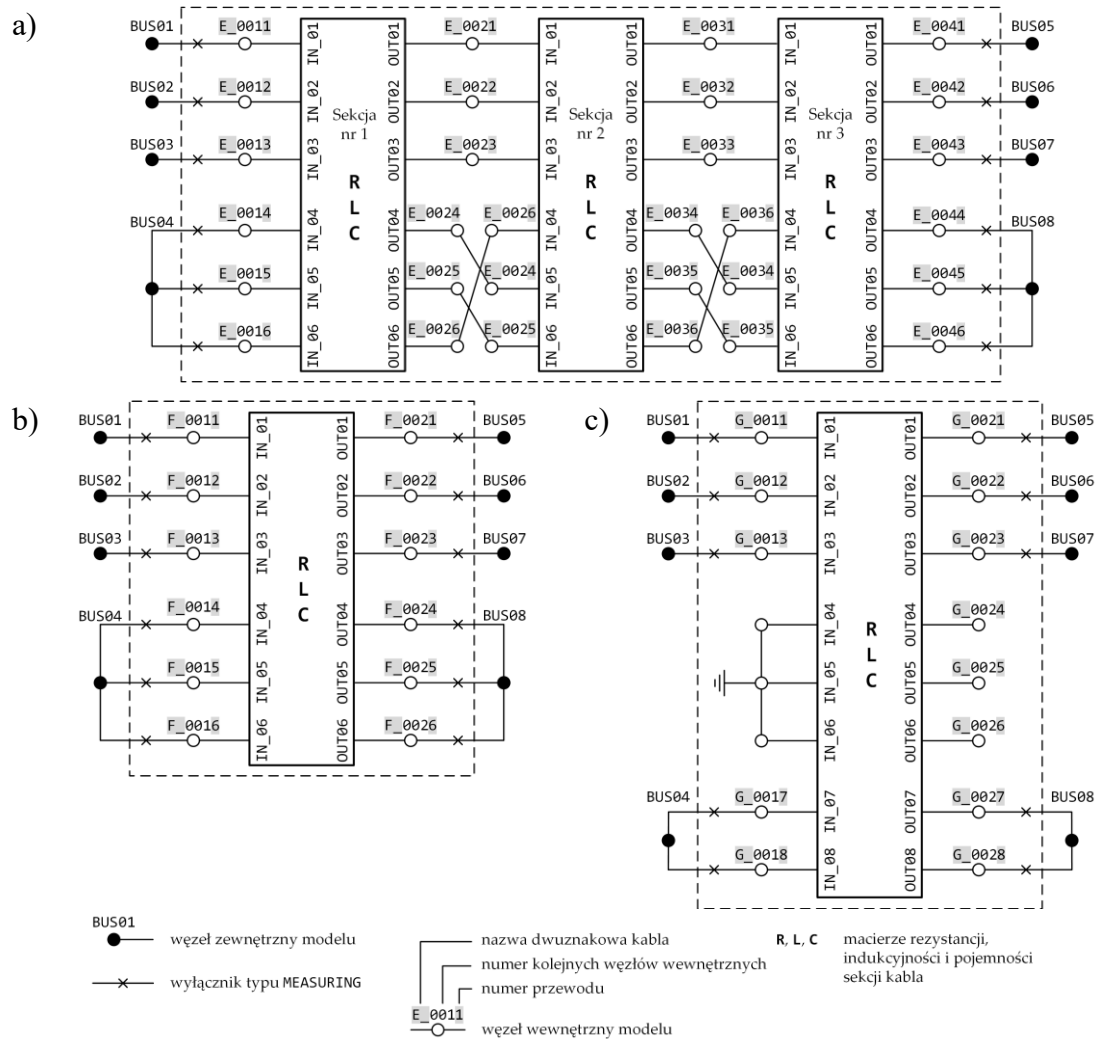 a)
BUS01 E_0011 IN_01 OUT01 E_0021 IN_01 OUT01 E_0031 IN_01 OUT01 E_0041 BUS05
BUS02 E_0012 IN_02 OUT02 E_0022 IN_02 OUT02 E_0032 IN_02 OUT02 E_0042 BUS06
Sekcja Sekcja Sekcja
nr 1 nr 2 nr 3
BUS03 E_0013 IN_03 OUT03 E_0023 IN_03 OUT03 E_0033 IN_03 OUT03 E_0043 BUS07
R R R
L L L
C C C
BUS04 E_0014 IN_04 OUT04 E_0024 E_0026 IN_04 OUT04 E_0034 E_0036 IN_04 OUT04 E_0044 BUS08
E_0015 IN_05 OUT05 E_0025 E_0024 IN_05 OUT05 E_0035 E_0034 IN_05 OUT05 E_0045
E_0016 IN_06 OUT06 E_0026 E_0025 IN_06 OUT06 E_0036 E_0035 IN_06 OUT06 E_0046
b)
BUS01 F_0011 IN_01 OUT01 F_0021 BUS05
BUS02 F_0012 IN_02 OUT02 F_0022 BUS06
BUS03 F_0013 IN_03 OUT03 F_0023 BUS07
R
L
C
BUS04 F_0014 IN_04 OUT04 F_0024 BUS08
F_0015 IN_05 OUT05 F_0025
F_0016 IN_06 OUT06 F_0026
c)
BUS01 G_0011 IN_01 OUT01 G_0021 BUS05
BUS02 G_0012 IN_02 OUT02 G_0022 BUS06
BUS03 G_0013 IN_03 OUT03 G_0023 BUS07
IN_04 OUT04 G_0024
R
L
C
IN_05 OUT05 G_0025
IN_06 OUT06 G_0026
BUS04 G_0017 IN_07 OUT07 G_0027 BUS08
G_0018 IN_08 OUT08 G_0028
BUS01
węzeł zewnętrzny modelu
wyłącznik typu MEASURING
nazwa dwuznakowa kabla
numer kolejnych węzłów wewnętrznych
numer przewodu
E_0011
węzeł wewnętrzny modelu
R, L, C macierze rezystancji,
indukcyjności i pojemności
sekcji kabla